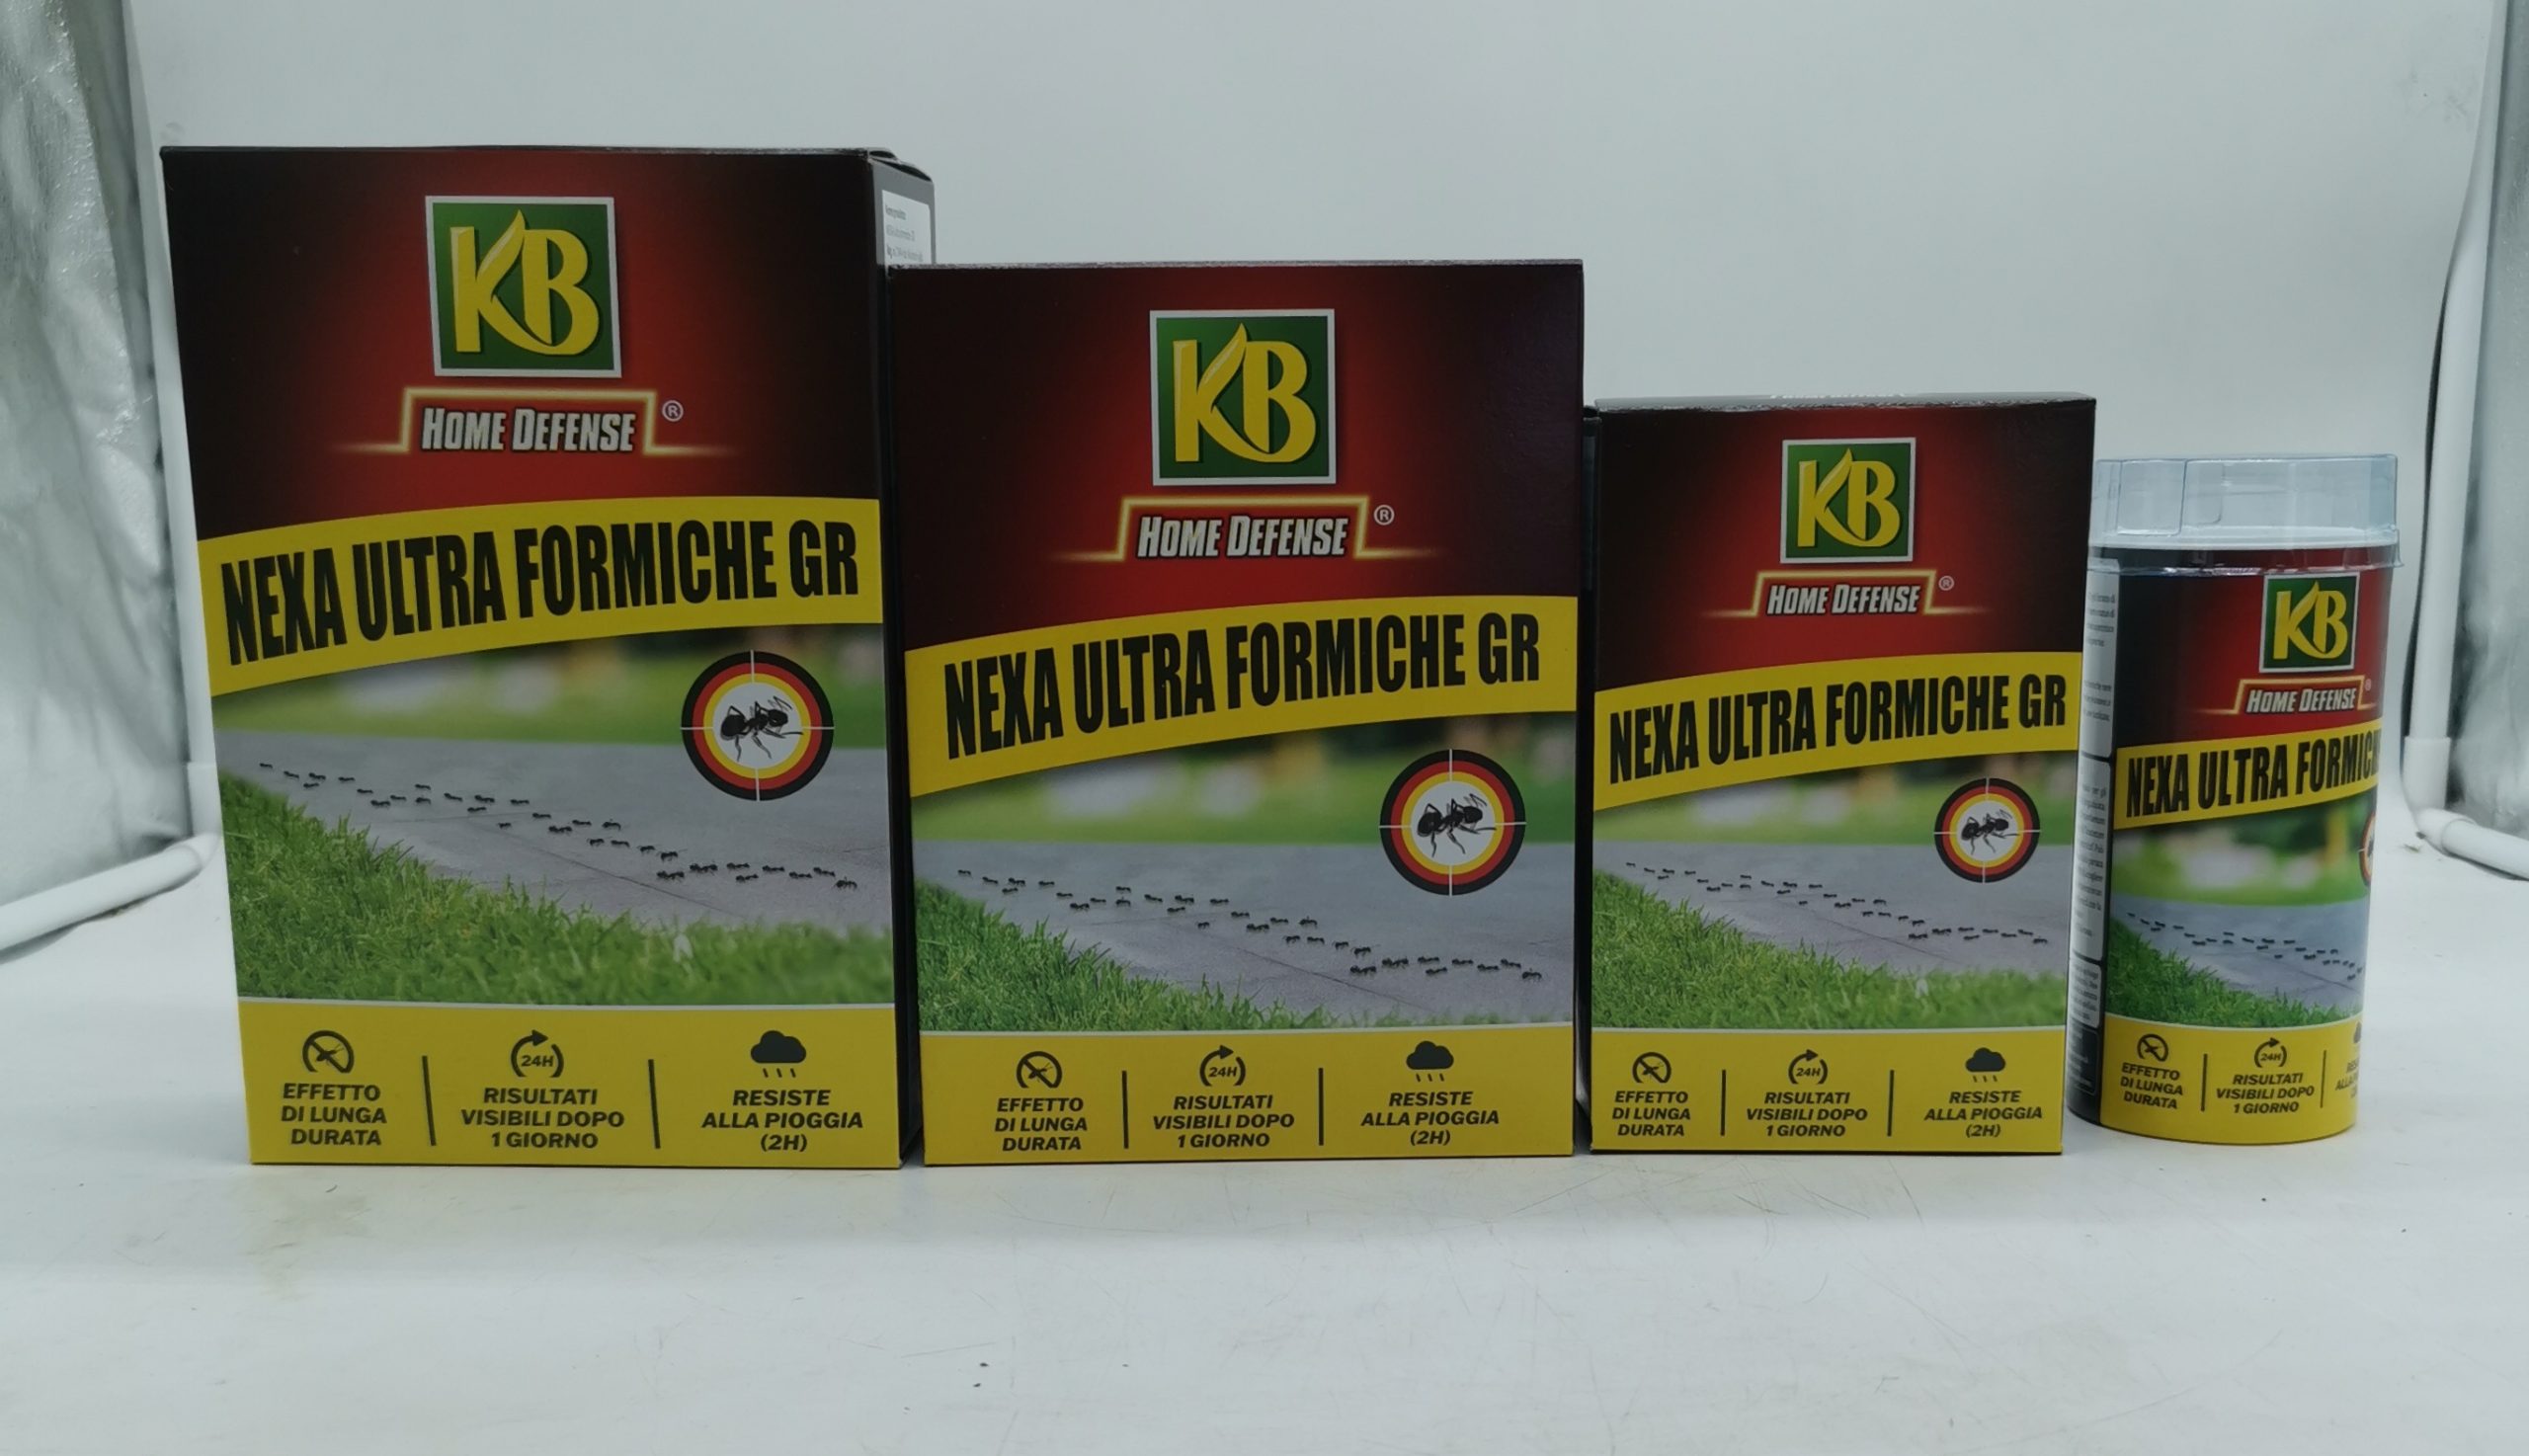 KB
HOME DEFENSE®
NEXA ULTRA FORMICHE GR
EFFETTO
DI LUNGA
DURATA
24H
RISULTATI
VISIBILI DOPO
1 GIORNO
RESISTE
ALLA PIOGGIA
(2H)
KB
HOME DEFENSE®
NEXA ULTRA FORMICHE GR
EFFETTO
DI LUNGA
DURATA
24H
RISULTATI
VISIBILI DOPO
1 GIORNO
RESISTE
ALLA PIOGGIA
(2H)
KB
HOME DEFENSE®
NEXA ULTRA FORMICHE GR
EFFETTO
DI LUNGA
DURATA
24H
RISULTATI
VISIBILI DOPO
1 GIORNO
RESISTE
ALLA PIOGGIA
(2H)
KB
HOME DEFENSE®
NEXA ULTRA FORMICH
EFFETTO
DI LUNGA
DURATA
24H
RISULTATI
VISIBILI DOPO
1 GIORNO